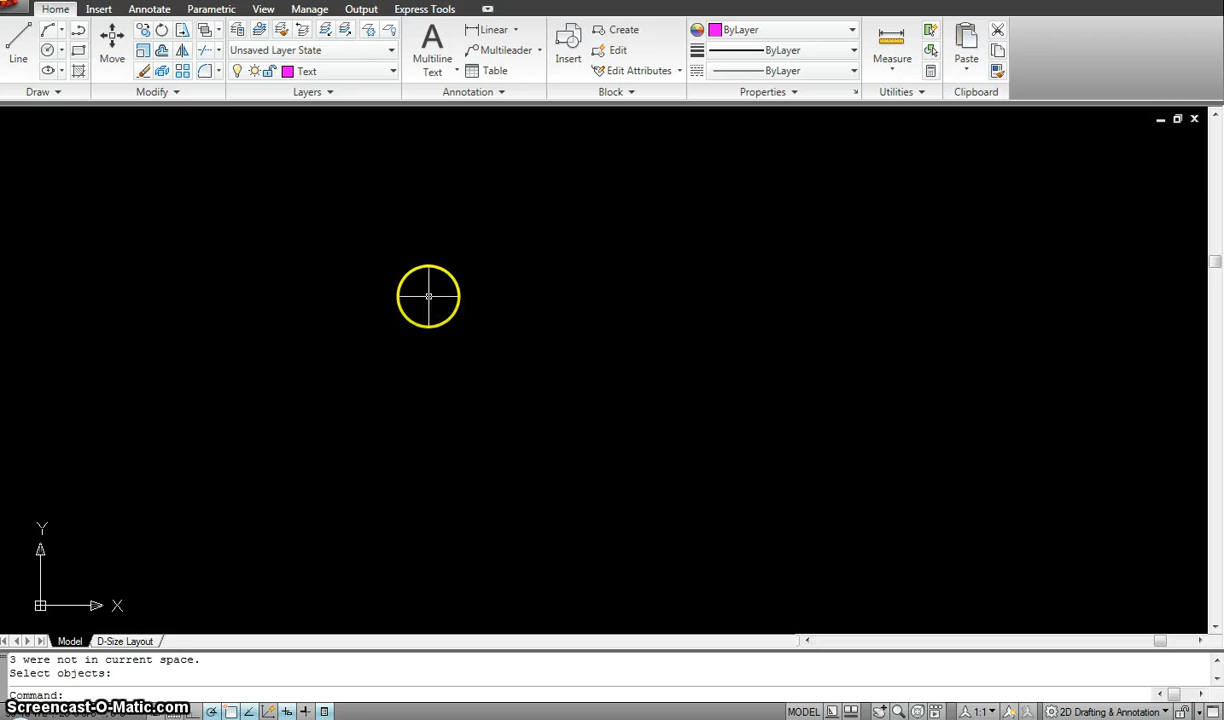 Home Insert Annotate Parametric View Manage Output Express Tools
Linear ByLayer
Create
Unsaved Layer State Multileader Edit ByLayer
Line Move Multiline Text Insert Measure Paste
Text Table Edit Attributes ByLayer
Draw Modify Layers Annotation Block Properties Utilities Clipboard
Y
X
Model D-Size Layout
3 were not in current space.
Select objects:
Command:
Screencast-O-Matic.com MODEL 1:1 2D Drafting & Annotation